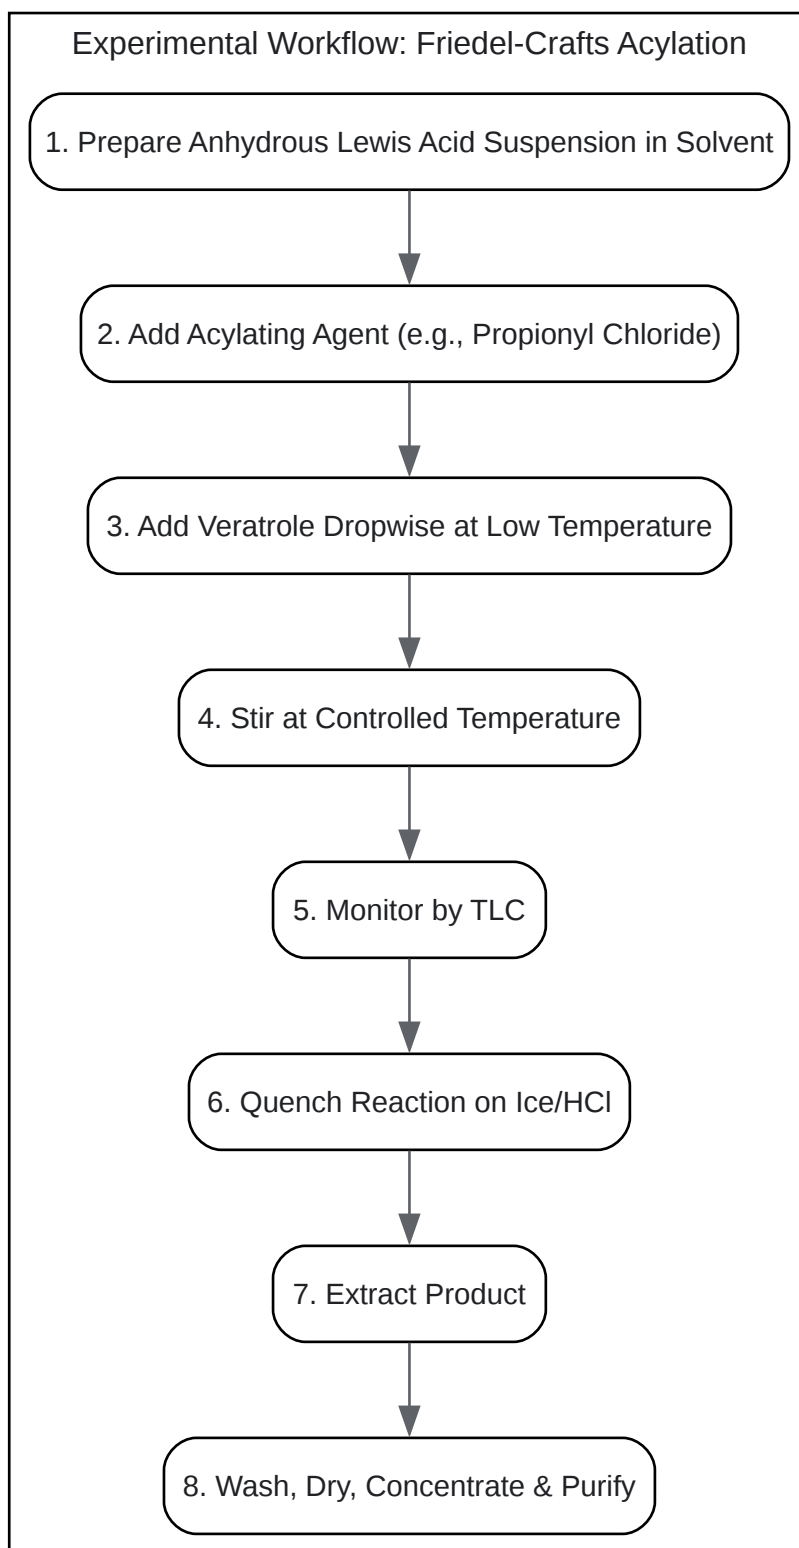 Experimental Workflow: Friedel-Crafts Acylation
1. Prepare Anhydrous Lewis Acid Suspension in Solvent
2. Add Acylating Agent (e.g., Propionyl Chloride)
3. Add Veratrole Dropwise at Low Temperature
4. Stir at Controlled Temperature
5. Monitor by TLC
6. Quench Reaction on Ice/HCl
7. Extract Product
8. Wash, Dry, Concentrate & Purify